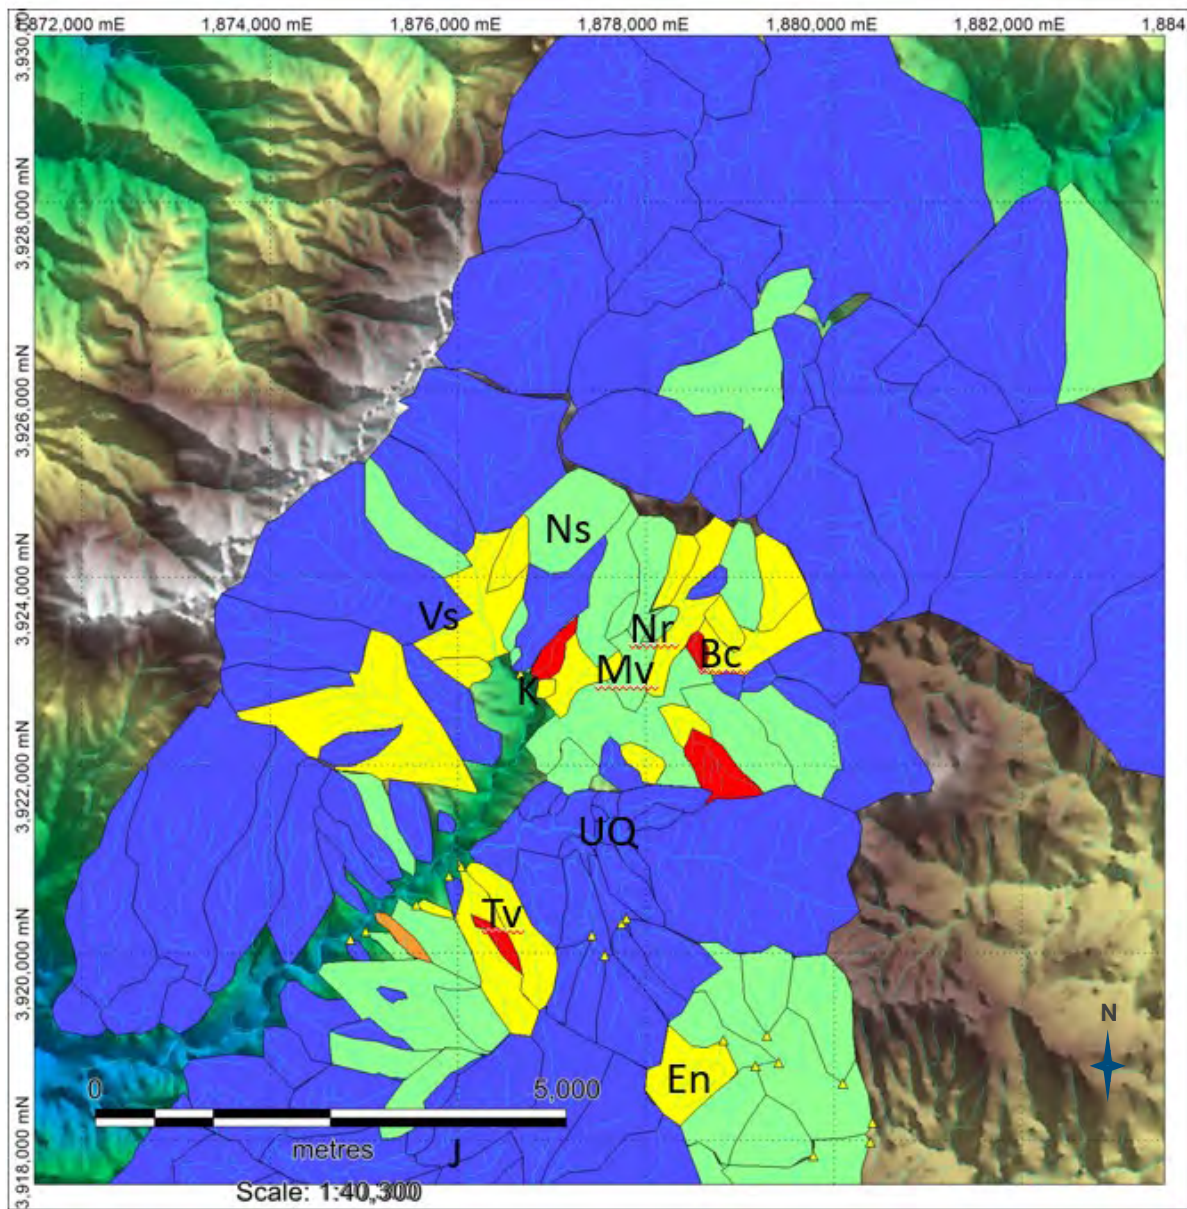 1,872,000 mE 1,874,000 mE 1,876,000 mE 1,878,000 mE 1,880,000 mE 1,882,000 mE 1,884
3,930,0
3,928,000 mN
3,926,000 mN
3,924,000 mN
3,922,000 mN
3,920,000 mN
3,918,000 mN
Ns
Vs
Nr
Bc
Mv
K
UQ
Tv
N
En
0 5,000
metres
J
Scale: 1:40,300